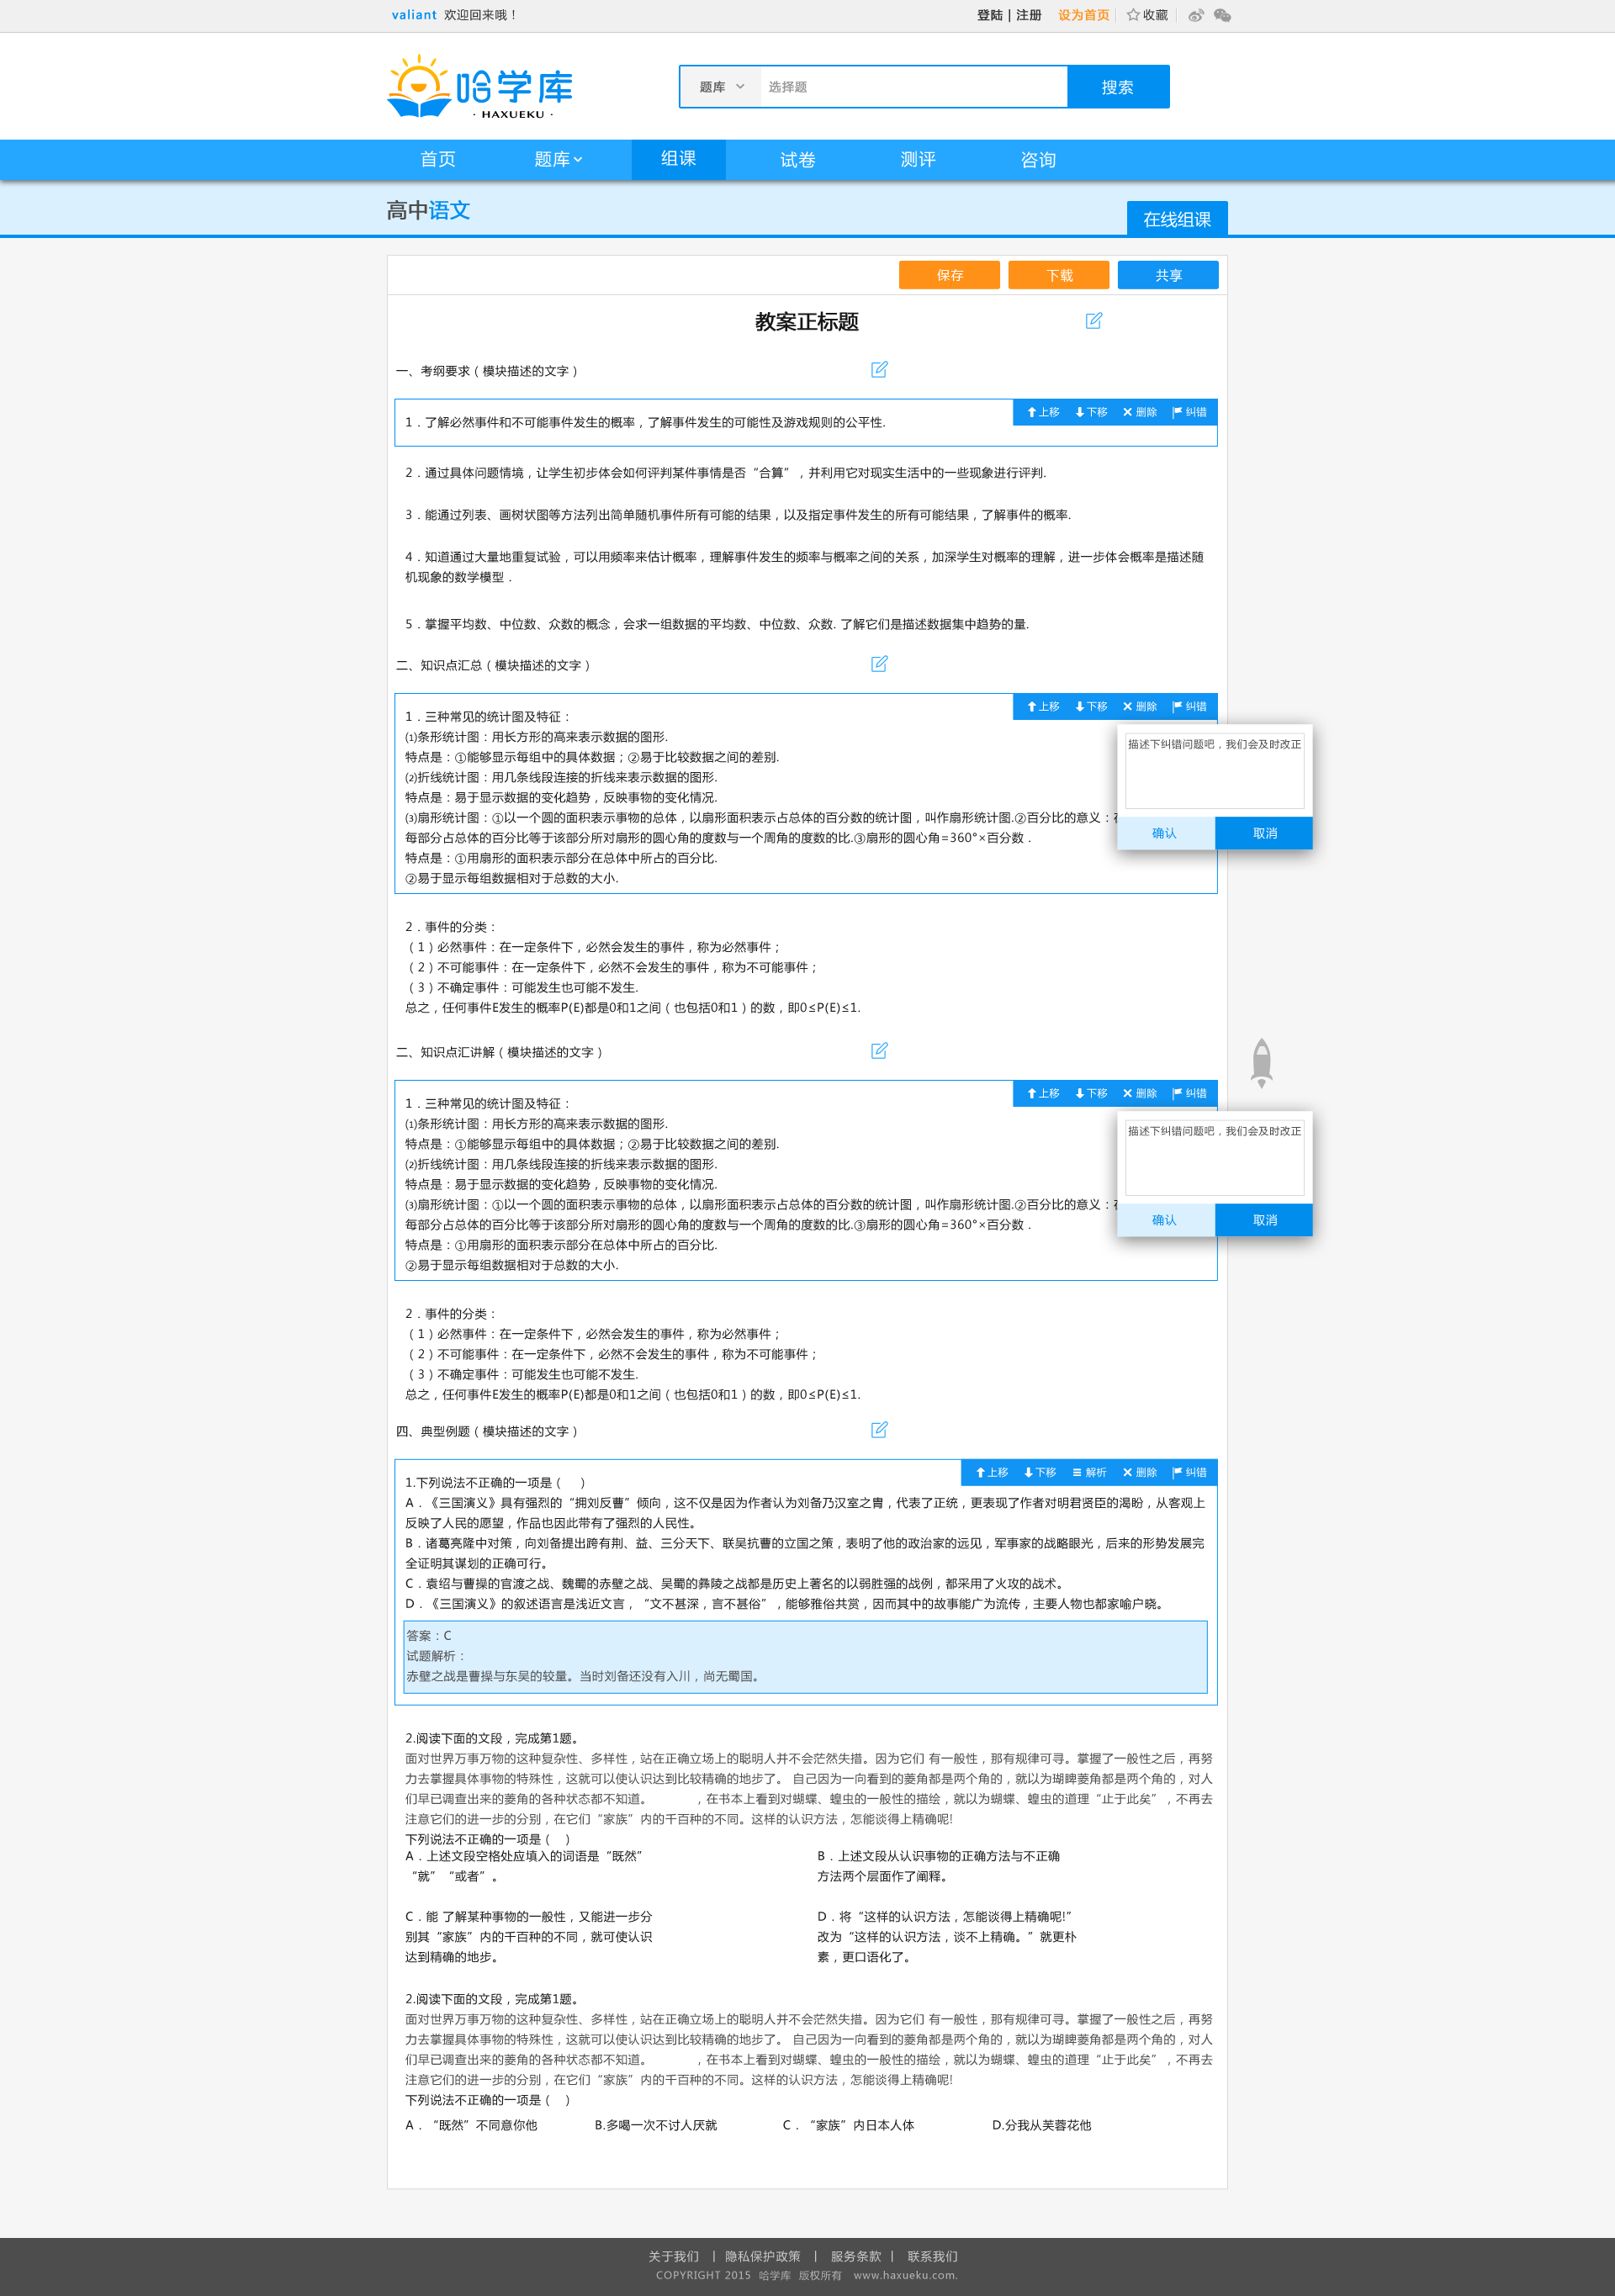 valiant 欢迎回来哦！
登陆 | 注册 设为首页 收藏
哈学库
· HAXUEKU ·
题库 选择题 搜索
首页 题库 组课 试卷 测评 咨询
高中语文
在线组课
保存 下载 共享
教案正标题
一、考纲要求（模块描述的文字）
上移 下移 删除 纠错
1．了解必然事件和不可能事件发生的概率，了解事件发生的可能性及游戏规则的公平性.
2．通过具体问题情境，让学生初步体会如何评判某件事情是否“合算”，并利用它对现实生活中的一些现象进行评判.
3．能通过列表、画树状图等方法列出简单随机事件所有可能的结果，以及指定事件发生的所有可能结果，了解事件的概率.
4．知道通过大量地重复试验，可以用频率来估计概率，理解事件发生的频率与概率之间的关系，加深学生对概率的理解，进一步体会概率是描述随
机现象的数学模型．
5．掌握平均数、中位数、众数的概念，会求一组数据的平均数、中位数、众数. 了解它们是描述数据集中趋势的量.
二、知识点汇总（模块描述的文字）
上移 下移 删除 纠错
1．三种常见的统计图及特征：
⑴条形统计图：用长方形的高来表示数据的图形.
特点是：①能够显示每组中的具体数据；②易于比较数据之间的差别.
⑵折线统计图：用几条线段连接的折线来表示数据的图形.
特点是：易于显示数据的变化趋势，反映事物的变化情况.
⑶扇形统计图：①以一个圆的面积表示事物的总体，以扇形面积表示占总体的百分数的统计图，叫作扇形统计图.②百分比的意义：
每部分占总体的百分比等于该部分所对扇形的圆心角的度数与一个周角的度数的比.③扇形的圆心角=360°×百分数．
特点是：①用扇形的面积表示部分在总体中所占的百分比.
②易于显示每组数据相对于总数的大小.
描述下纠错问题吧，我们会及时改正
确认 取消
2．事件的分类：
（1）必然事件：在一定条件下，必然会发生的事件，称为必然事件；
（2）不可能事件：在一定条件下，必然不会发生的事件，称为不可能事件；
（3）不确定事件：可能发生也可能不发生.
总之，任何事件E发生的概率P(E)都是0和1之间（也包括0和1）的数，即0≤P(E)≤1.
二、知识点汇讲解（模块描述的文字）
上移 下移 删除 纠错
1．三种常见的统计图及特征：
⑴条形统计图：用长方形的高来表示数据的图形.
特点是：①能够显示每组中的具体数据；②易于比较数据之间的差别.
⑵折线统计图：用几条线段连接的折线来表示数据的图形.
特点是：易于显示数据的变化趋势，反映事物的变化情况.
⑶扇形统计图：①以一个圆的面积表示事物的总体，以扇形面积表示占总体的百分数的统计图，叫作扇形统计图.②百分比的意义：
每部分占总体的百分比等于该部分所对扇形的圆心角的度数与一个周角的度数的比.③扇形的圆心角=360°×百分数．
特点是：①用扇形的面积表示部分在总体中所占的百分比.
②易于显示每组数据相对于总数的大小.
描述下纠错问题吧，我们会及时改正
确认 取消
2．事件的分类：
（1）必然事件：在一定条件下，必然会发生的事件，称为必然事件；
（2）不可能事件：在一定条件下，必然不会发生的事件，称为不可能事件；
（3）不确定事件：可能发生也可能不发生.
总之，任何事件E发生的概率P(E)都是0和1之间（也包括0和1）的数，即0≤P(E)≤1.
四、典型例题（模块描述的文字）
上移 下移 解析 删除 纠错
1.下列说法不正确的一项是（ ）
A．《三国演义》具有强烈的“拥刘反曹”倾向，这不仅是因为作者认为刘备乃汉室之胄，代表了正统，更表现了作者对明君贤臣的渴盼，从客观上
反映了人民的愿望，作品也因此带有了强烈的人民性。
B．诸葛亮隆中对策，向刘备提出跨有荆、益、三分天下、联吴抗曹的立国之策，表明了他的政治家的远见，军事家的战略眼光，后来的形势发展完
全证明其谋划的正确可行。
C．袁绍与曹操的官渡之战、魏蜀的赤壁之战、吴蜀的彝陵之战都是历史上著名的以弱胜强的战例，都采用了火攻的战术。
D．《三国演义》的叙述语言是浅近文言，“文不甚深，言不甚俗”，能够雅俗共赏，因而其中的故事能广为流传，主要人物也都家喻户晓。
答案：C
试题解析：
赤壁之战是曹操与东吴的较量。当时刘备还没有入川，尚无蜀国。
2.阅读下面的文段，完成第1题。
面对世界万事万物的这种复杂性、多样性，站在正确立场上的聪明人并不会茫然失措。因为它们 有一般性，那有规律可寻。掌握了一般性之后，再努
力去掌握具体事物的特殊性，这就可以使认识达到比较精确的地步了。 自己因为一向看到的菱角都是两个角的，就以为瑚睥菱角都是两个角的，对人
们早已调查出来的菱角的各种状态都不知道。 ，在书本上看到对蝴蝶、蝗虫的一般性的描绘，就以为蝴蝶、蝗虫的道理“止于此矣”，不再去
注意它们的进一步的分别，在它们“家族”内的千百种的不同。这样的认识方法，怎能谈得上精确呢!
下列说法不正确的一项是（ ）
A．上述文段空格处应填入的词语是“既然”
“就”“或者”。
B．上述文段从认识事物的正确方法与不正确
方法两个层面作了阐释。
C．能 了解某种事物的一般性，又能进一步分
别其“家族”内的千百种的不同，就可使认识
达到精确的地步。
D．将“这样的认识方法，怎能谈得上精确呢!”
改为“这样的认识方法，谈不上精确。”就更朴
素，更口语化了。
2.阅读下面的文段，完成第1题。
面对世界万事万物的这种复杂性、多样性，站在正确立场上的聪明人并不会茫然失措。因为它们 有一般性，那有规律可寻。掌握了一般性之后，再努
力去掌握具体事物的特殊性，这就可以使认识达到比较精确的地步了。 自己因为一向看到的菱角都是两个角的，就以为瑚睥菱角都是两个角的，对人
们早已调查出来的菱角的各种状态都不知道。 ，在书本上看到对蝴蝶、蝗虫的一般性的描绘，就以为蝴蝶、蝗虫的道理“止于此矣”，不再去
注意它们的进一步的分别，在它们“家族”内的千百种的不同。这样的认识方法，怎能谈得上精确呢!
下列说法不正确的一项是（ ）
A．“既然”不同意你他 B.多喝一次不讨人厌就 C．“家族”内日本人体 D.分我从芙蓉花他
关于我们 | 隐私保护政策 | 服务条款 | 联系我们
COPYRIGHT 2015 哈学库 版权所有 www.haxueku.com.